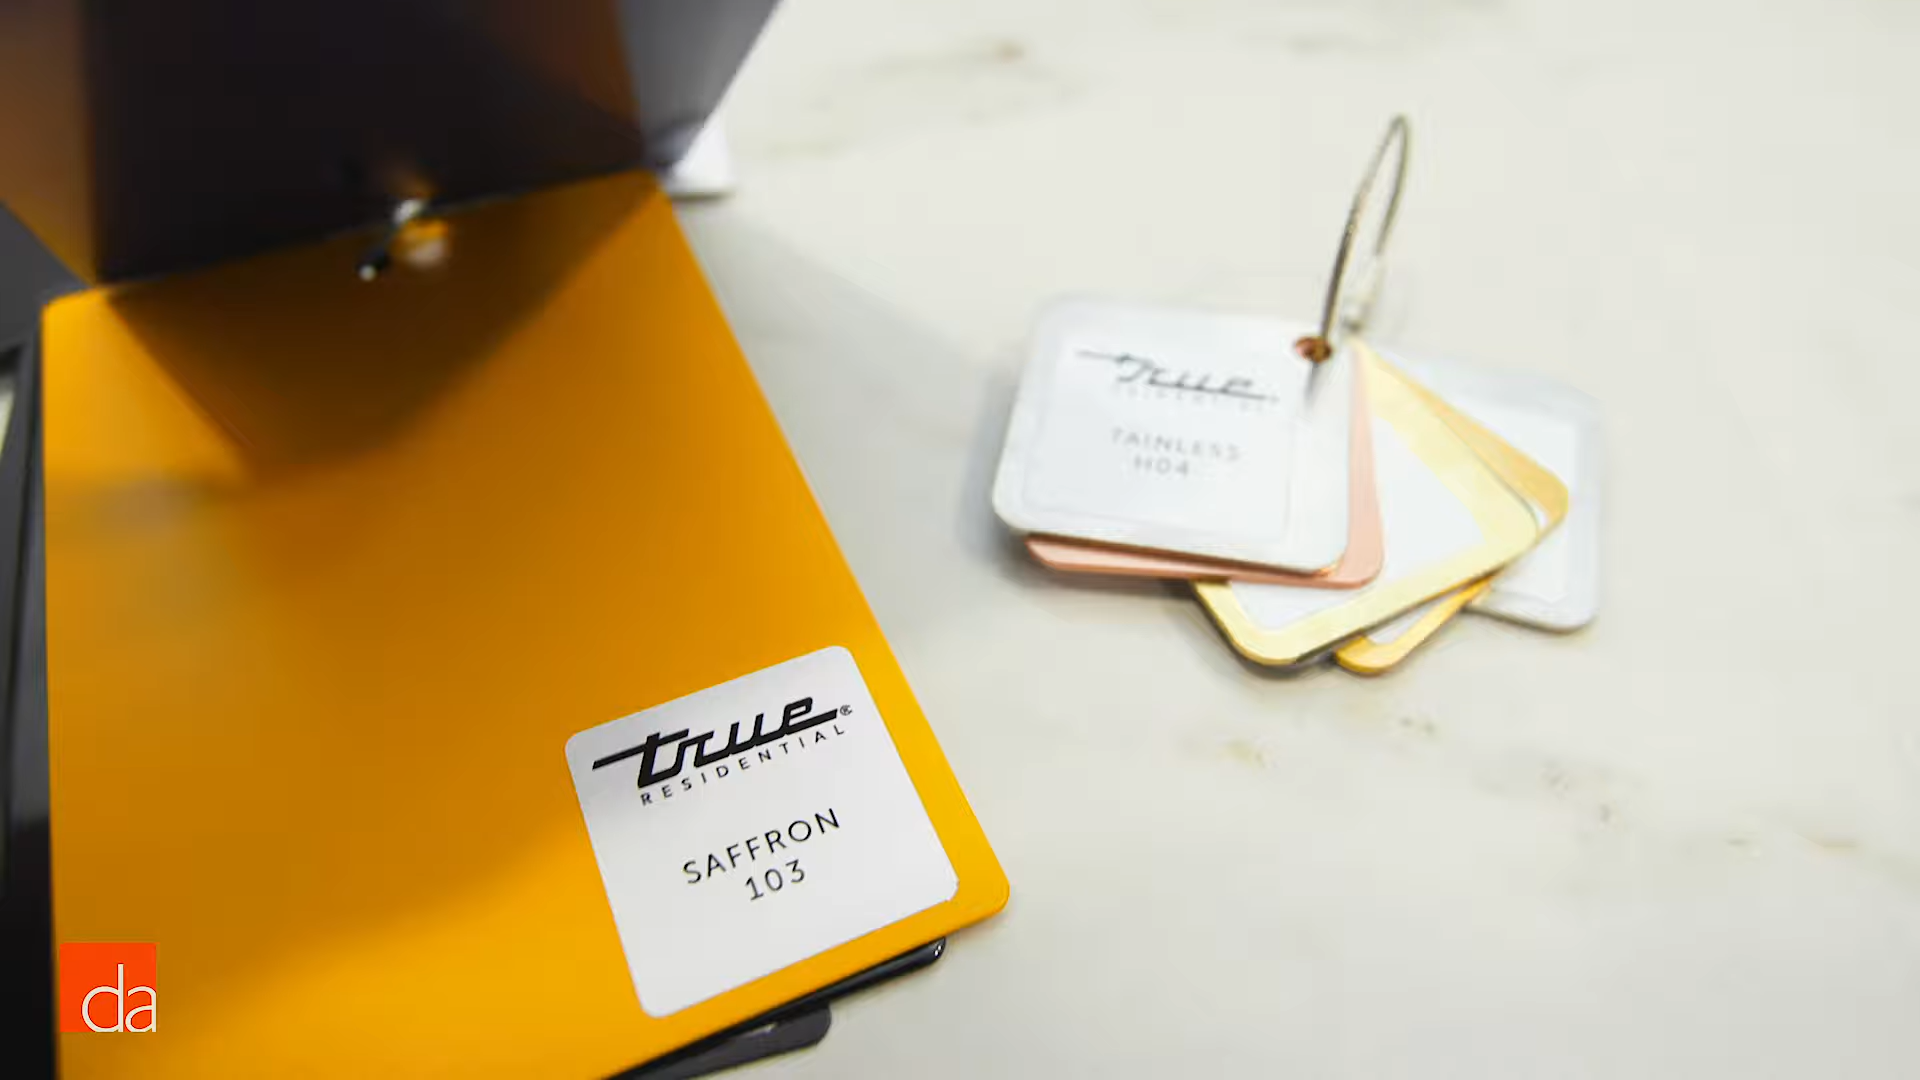 true®
RESIDENTIAL
SAFFRON
103
True
TAINLESS
H04
da